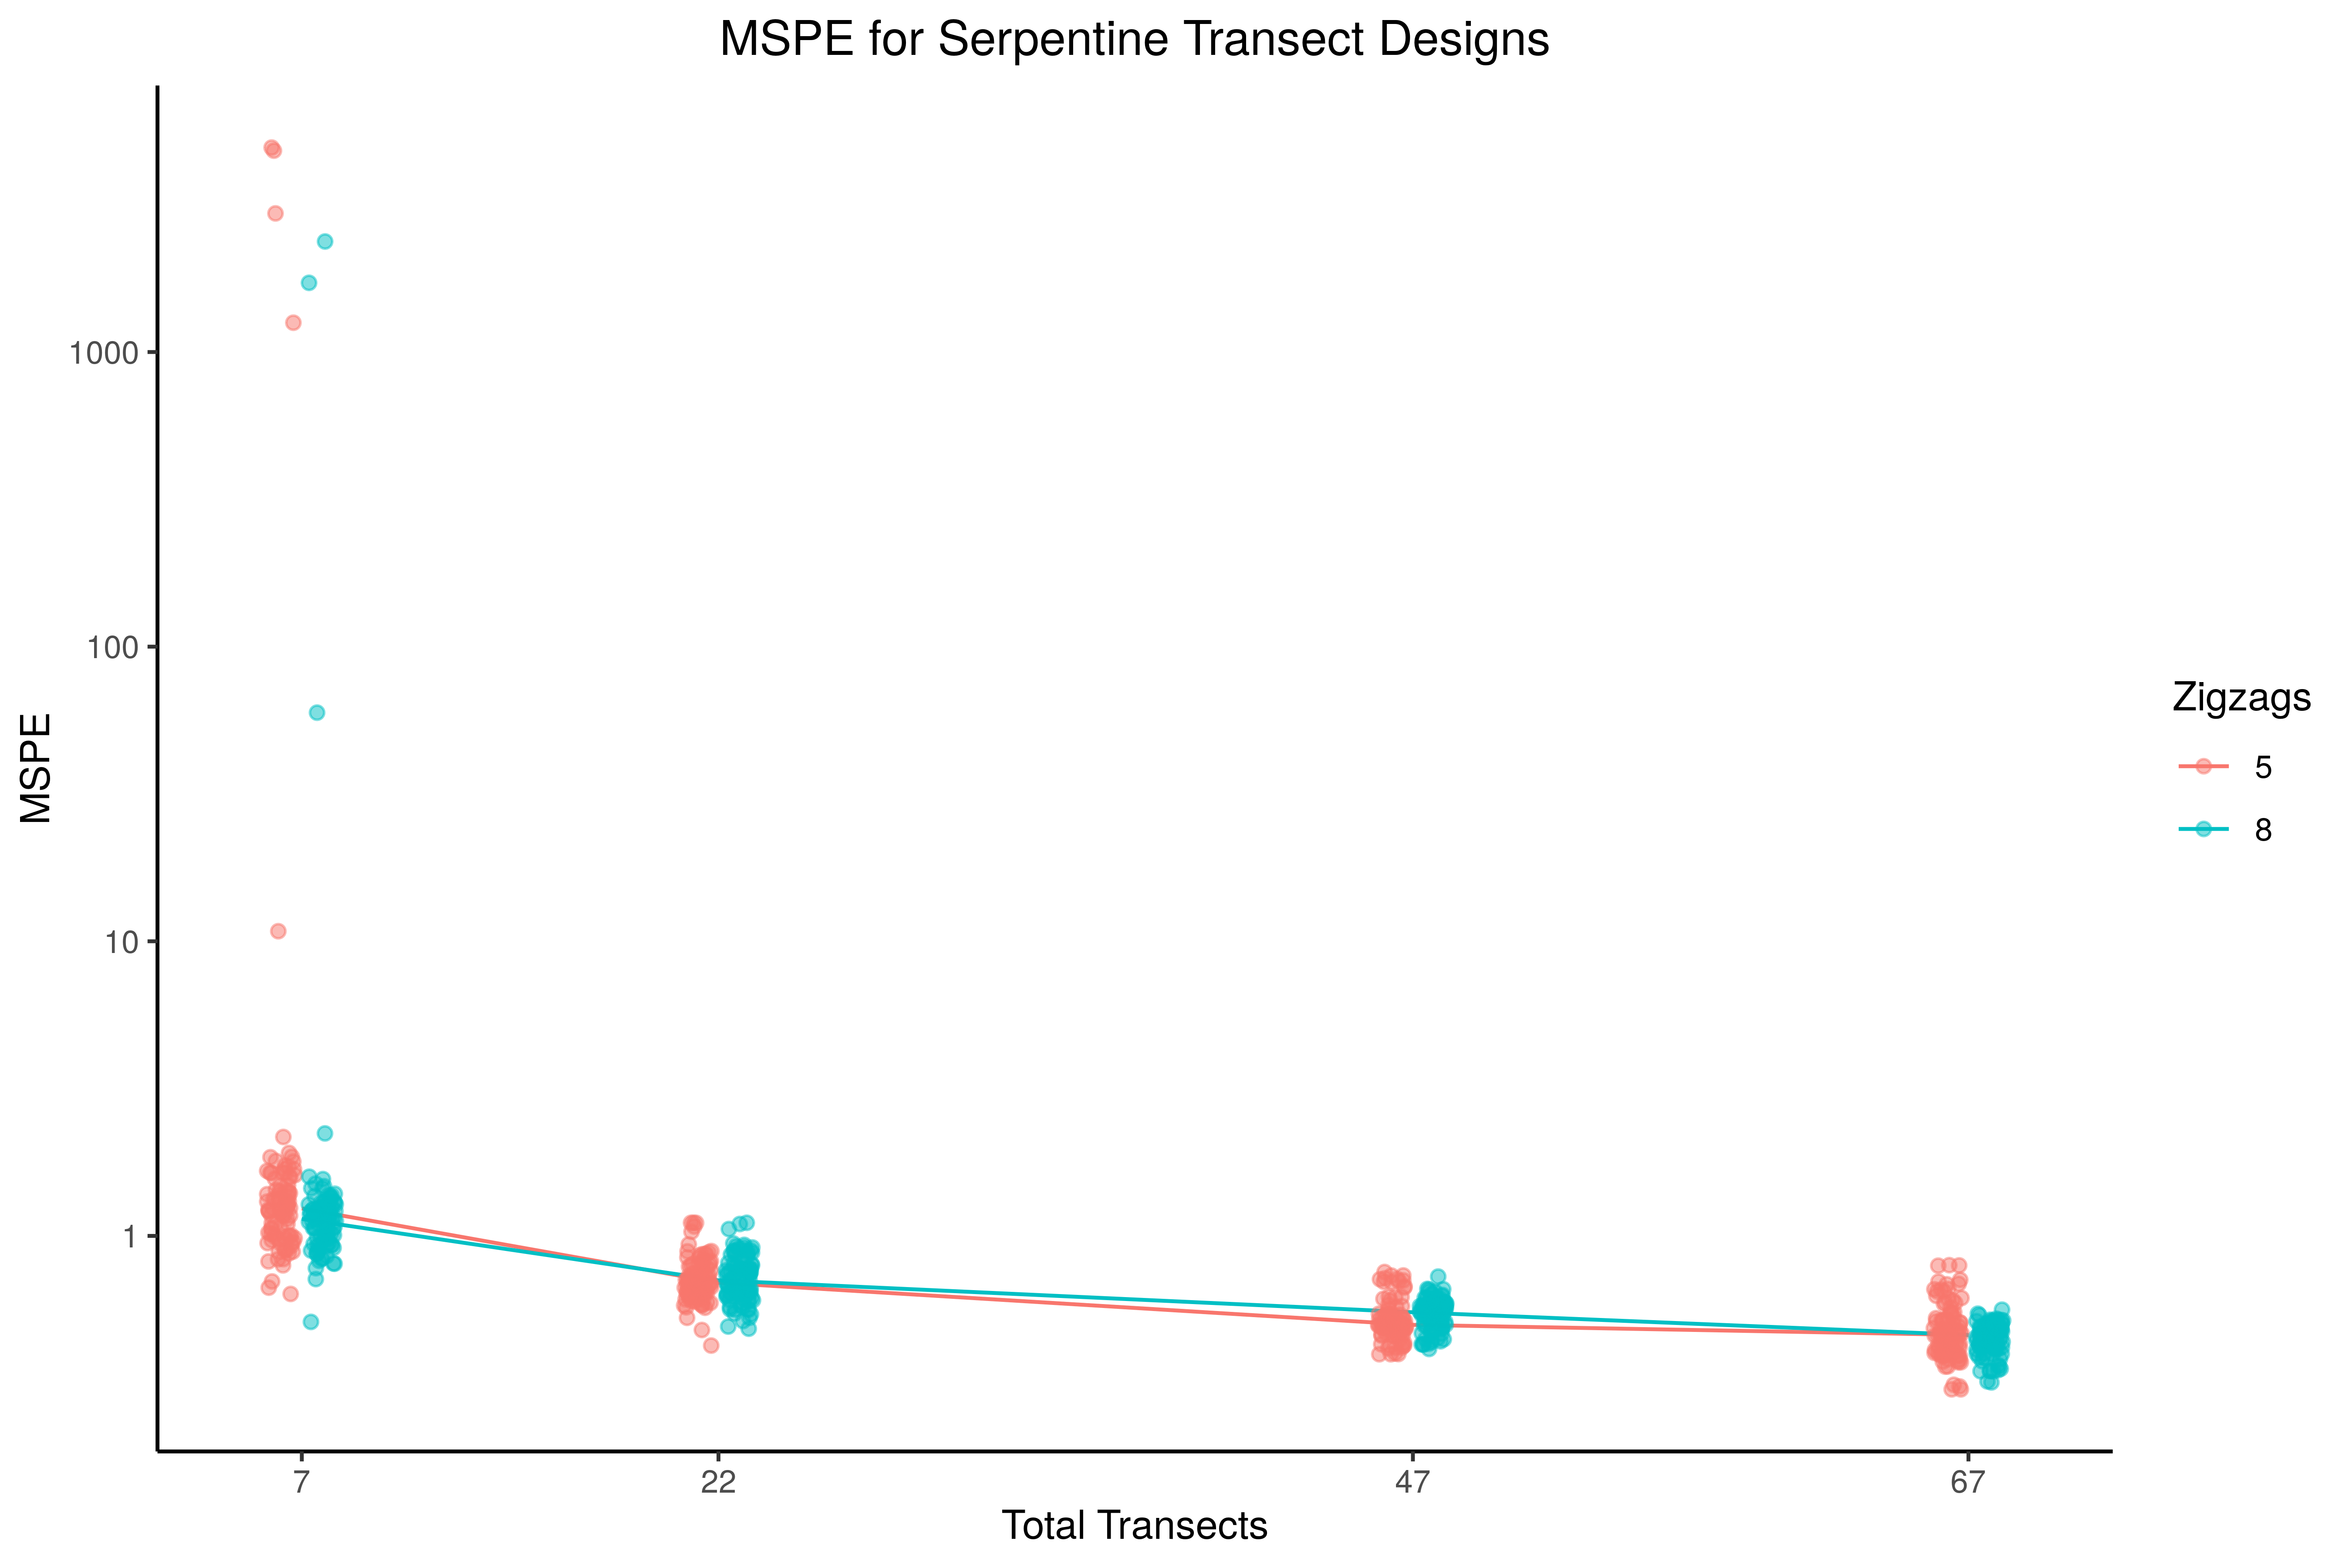 MSPE for Serpentine Transect Designs
MSPE
1000
100
10
1
7
22
47
67
Total Transects
Zigzags
5
8